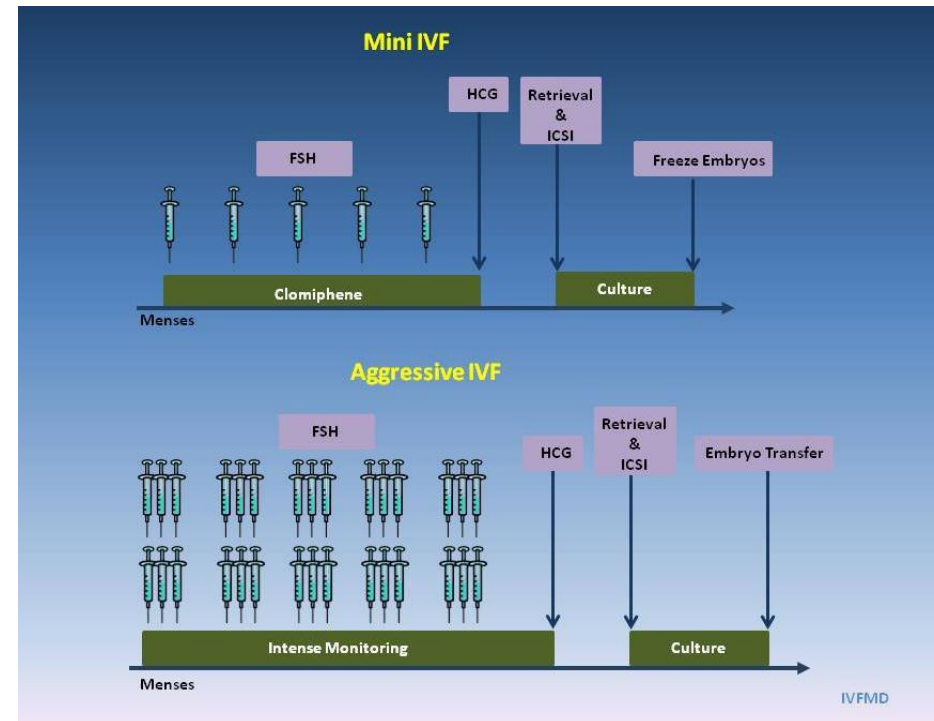 Mini IVF
HCG
Retrieval
&
ICSI
FSH
Freeze Embryos
Clomiphene
Culture
Menses
Aggressive IVF
FSH
HCG
Retrieval
&
ICSI
Embryo Transfer
Intense Monitoring
Culture
Menses
IVFMD